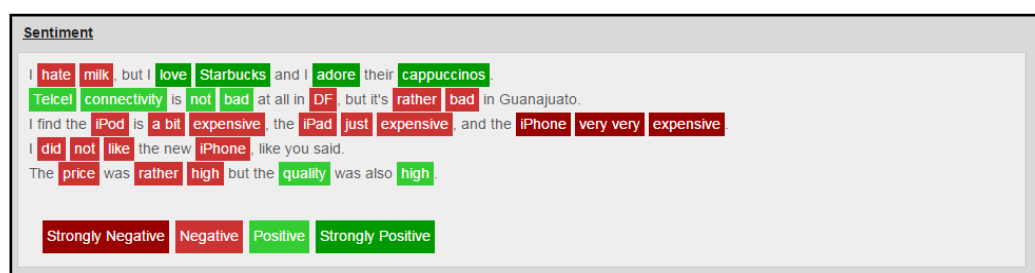 Sentiment
I hate milk, but I love Starbucks and I adore their cappuccinos.
Telcel connectivity is not bad at all in DF, but it's rather bad in Guanajuato.
I find the iPod is a bit expensive, the iPad just expensive, and the iPhone very very expensive.
I did not like the new iPhone, like you said.
The price was rather high but the quality was also high.
Strongly Negative Negative Positive Strongly Positive